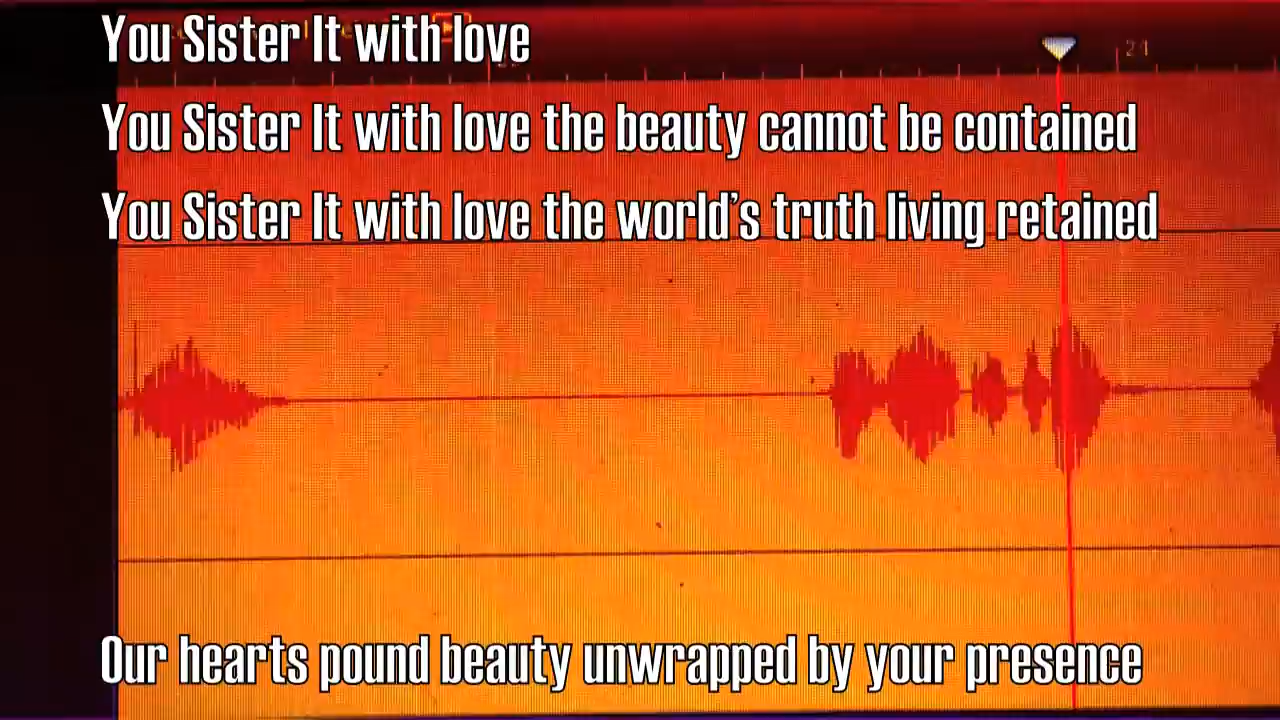 You Sister It with love
You Sister It with love the beauty cannot be contained
You Sister It with love the world's truth living retained
24
Our hearts pound beauty unwrapped by your presence